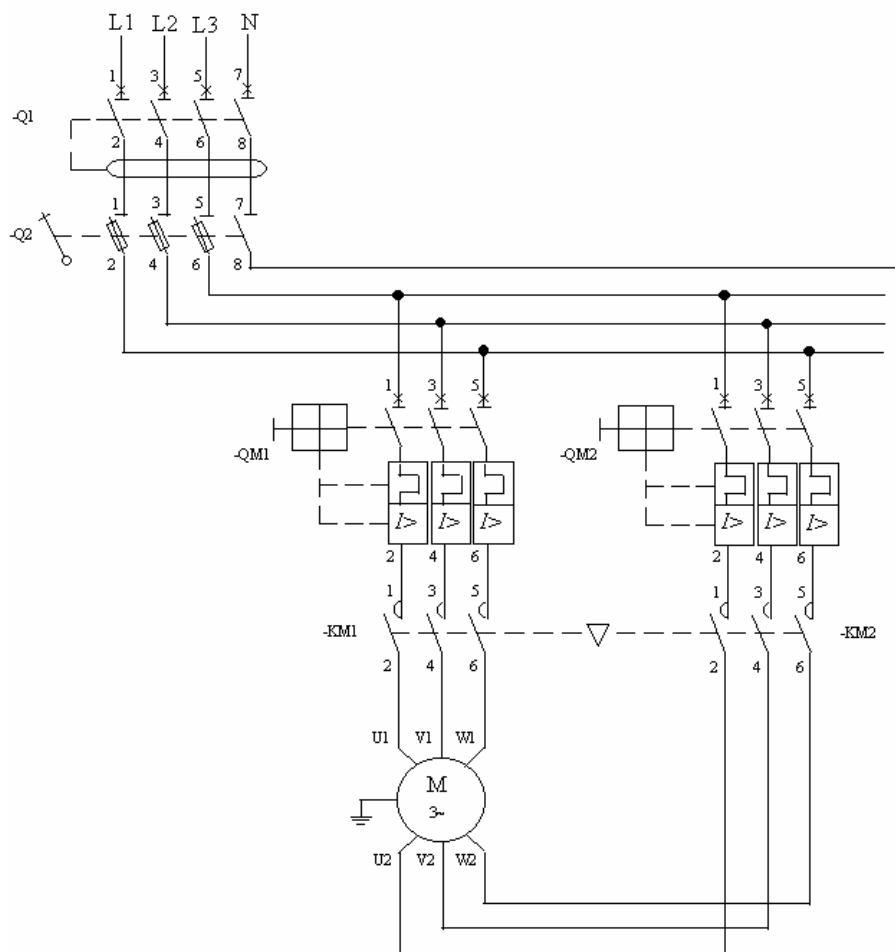 L1 L2 L3 N
1 3 5 7
-Q1
2 4 6 8
1 3 5 7
-Q2
2 4 6 8
1 3 5 1 3 5
-QM1 -QM2
I> I> I> I> I> I>
2 4 6 2 4 6
1 3 5 1 3 5
-KM1 -KM2
2 4 6 2 4 6
U1 V1 W1
M
3~
U2 V2 W2